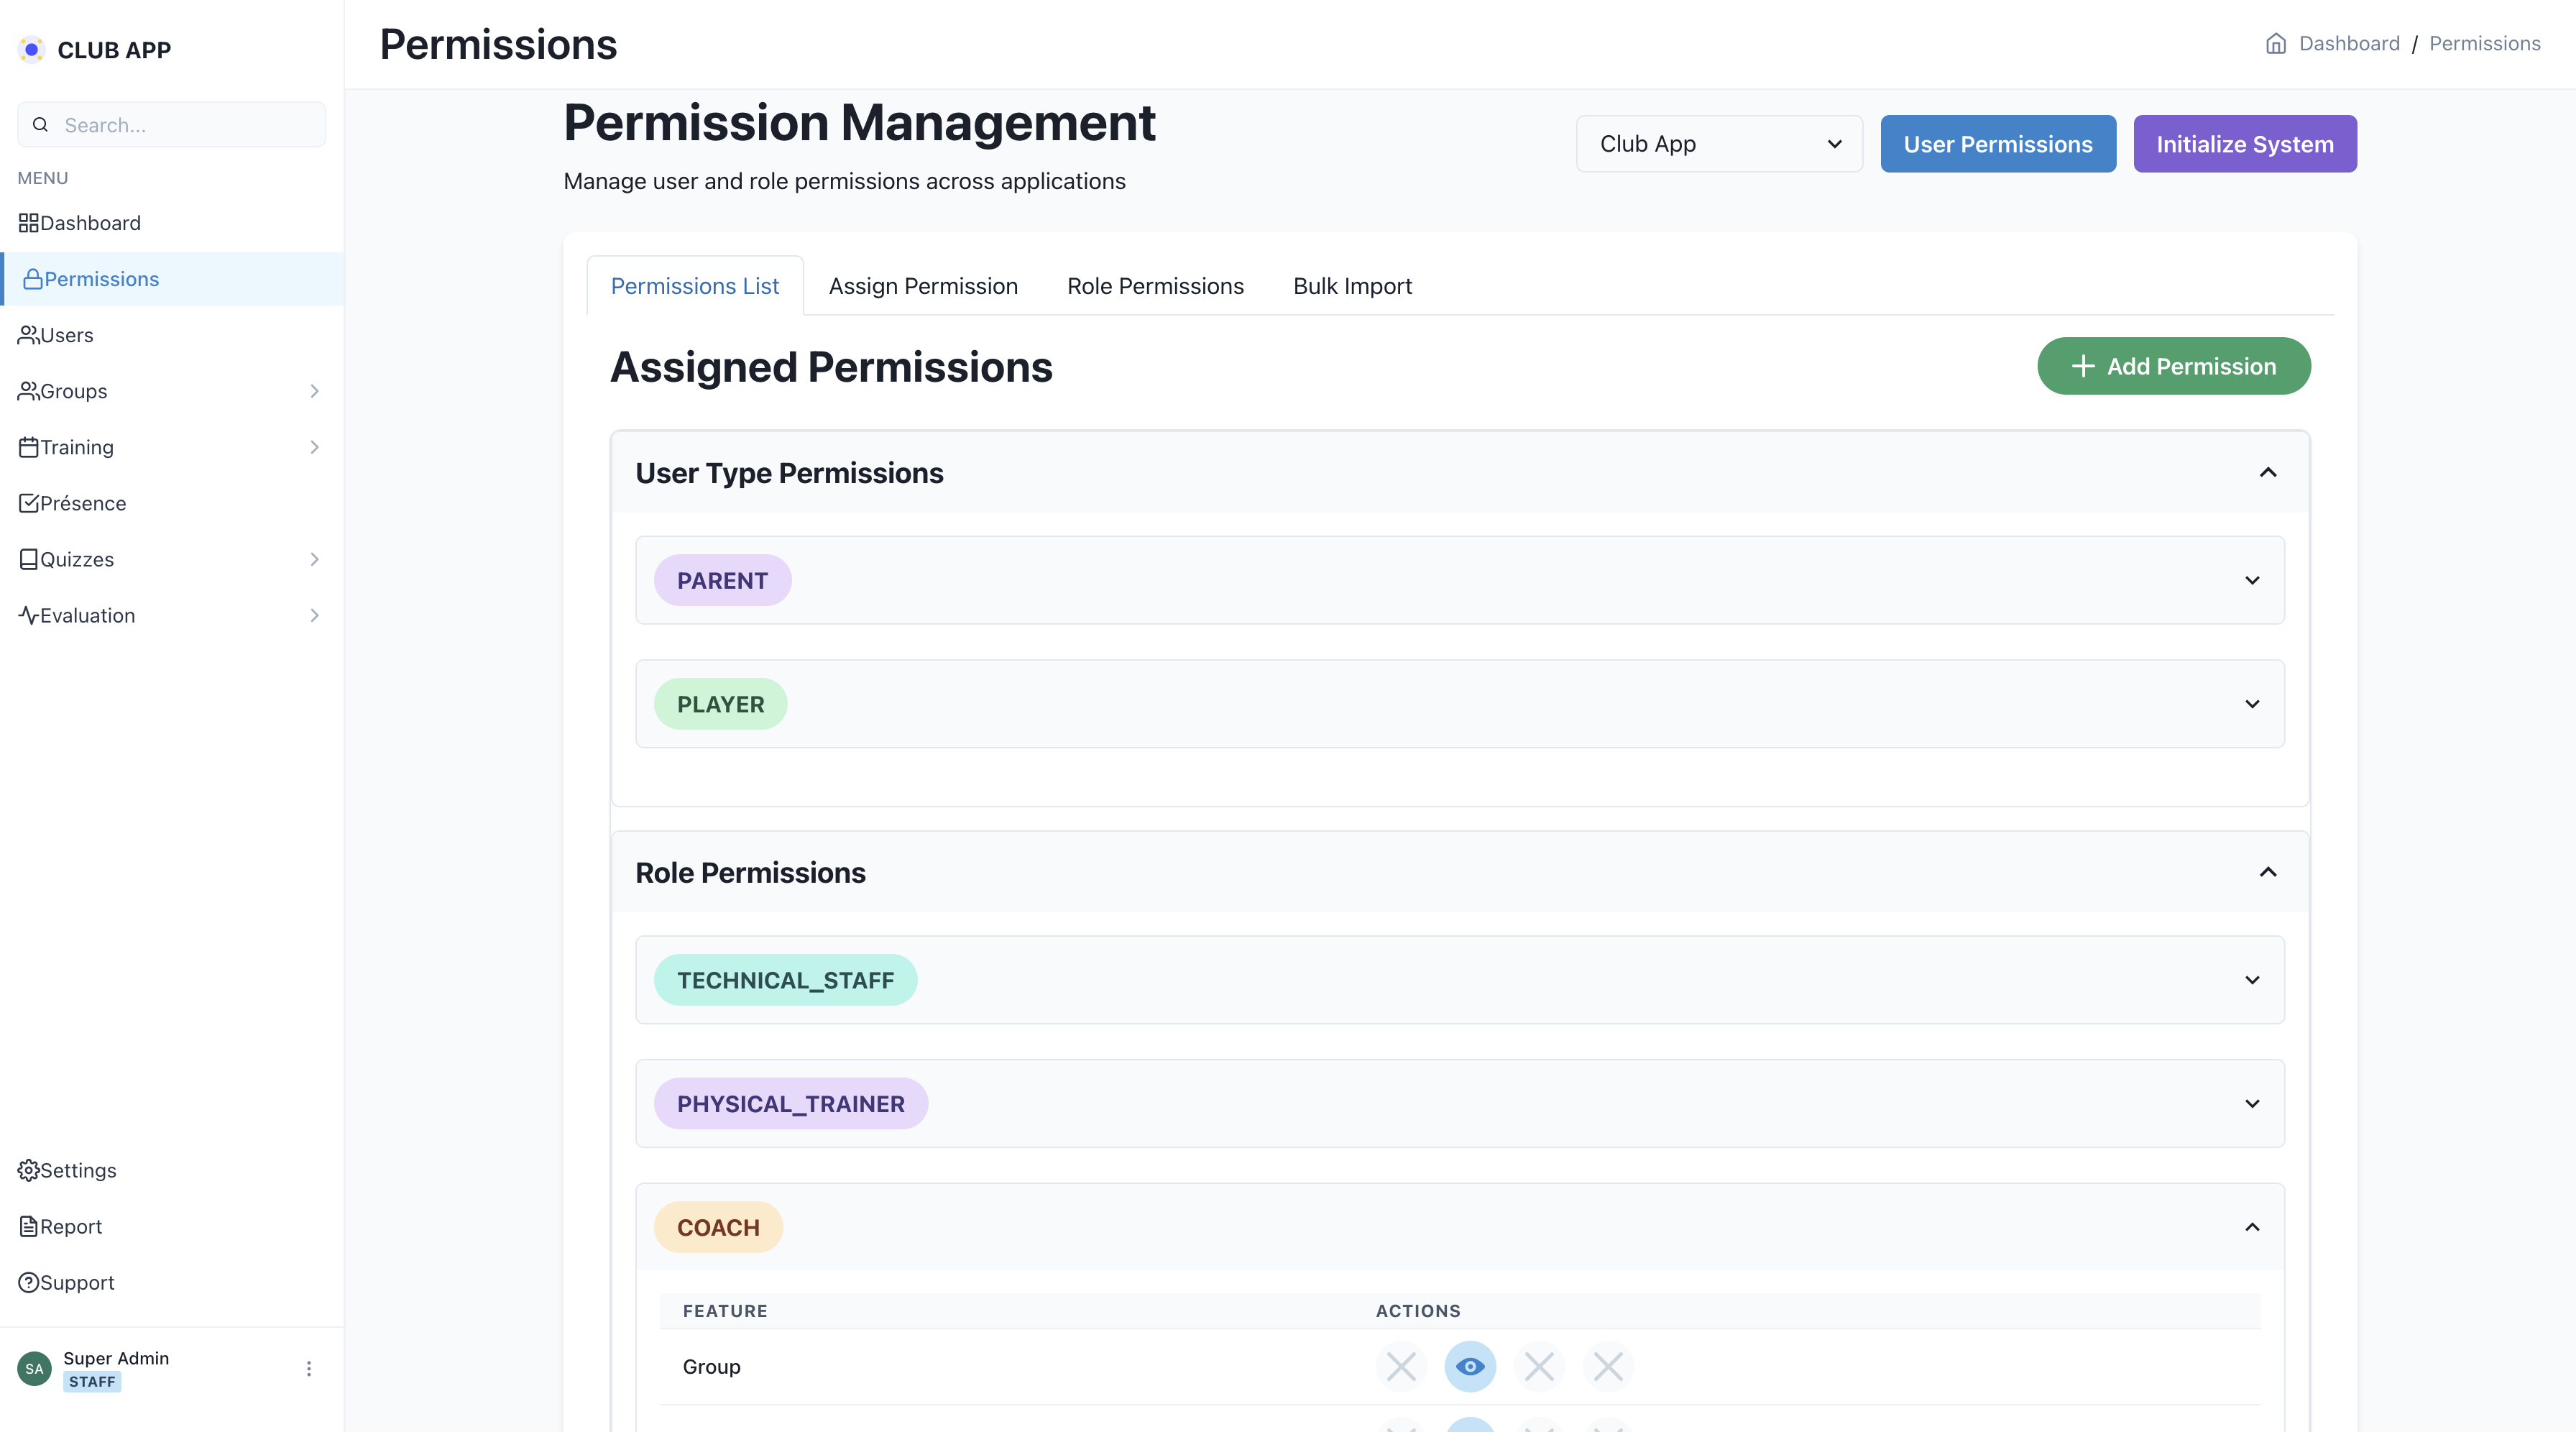 CLUB APP
Search...
MENU
Dashboard
Permissions
Users
Groups
Training
Présence
Quizzes
Evaluation
Settings
Report
Support
SA
Super Admin
STAFF
Permissions
Dashboard / Permissions
Permission Management
Manage user and role permissions across applications
Club App
User Permissions
Initialize System
Permissions List
Assign Permission
Role Permissions
Bulk Import
Assigned Permissions
Add Permission
User Type Permissions
PARENT
PLAYER
Role Permissions
TECHNICAL_STAFF
PHYSICAL_TRAINER
COACH
FEATURE
ACTIONS
Group